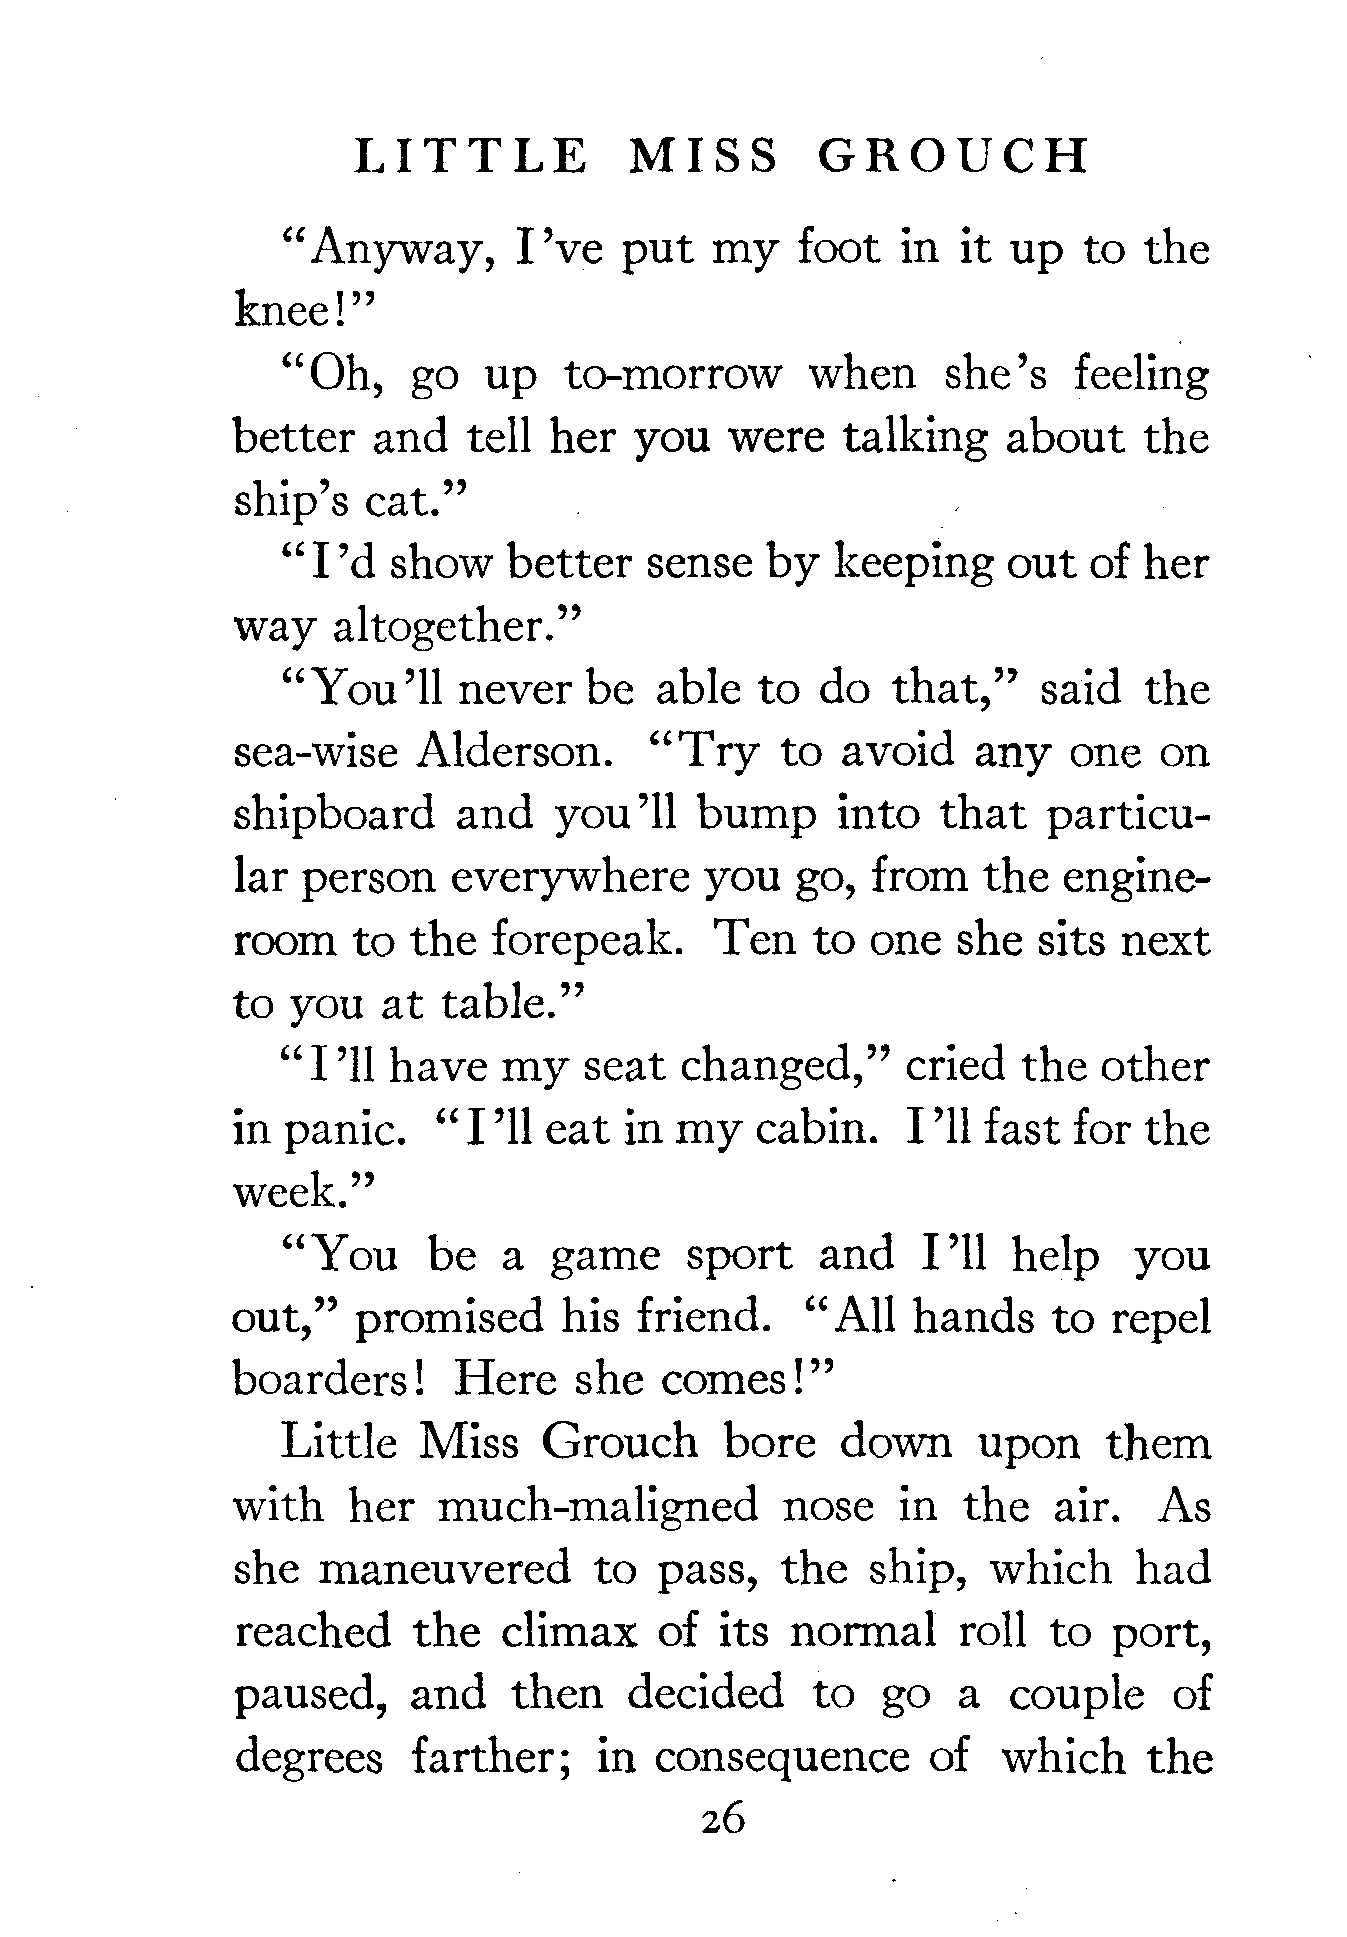 LITTLE MISS GROUCH
“Anyway, I’ve put my foot in it up to the
knee!”
“Oh, go up to-morrow when she’s feeling
better and tell her you were talking about the
ship’s cat.”
“I’d show better sense by keeping out of her
way altogether.”
“You’ll never be able to do that,” said the
sea-wise Alderson. “Try to avoid any one on
shipboard and you’ll bump into that particu-
lar person everywhere you go, from the engine-
room to the forepeak. Ten to one she sits next
to you at table.”
“I’ll have my seat changed,” cried the other
in panic. “I’ll eat in my cabin. I’ll fast for the
week.”
“You be a game sport and I’ll help you
out,” promised his friend. “All hands to repel
boarders! Here she comes!”
Little Miss Grouch bore down upon them
with her much-maligned nose in the air. As
she maneuvered to pass, the ship, which had
reached the climax of its normal roll to port,
paused, and then decided to go a couple of
degrees farther; in consequence of which the
26